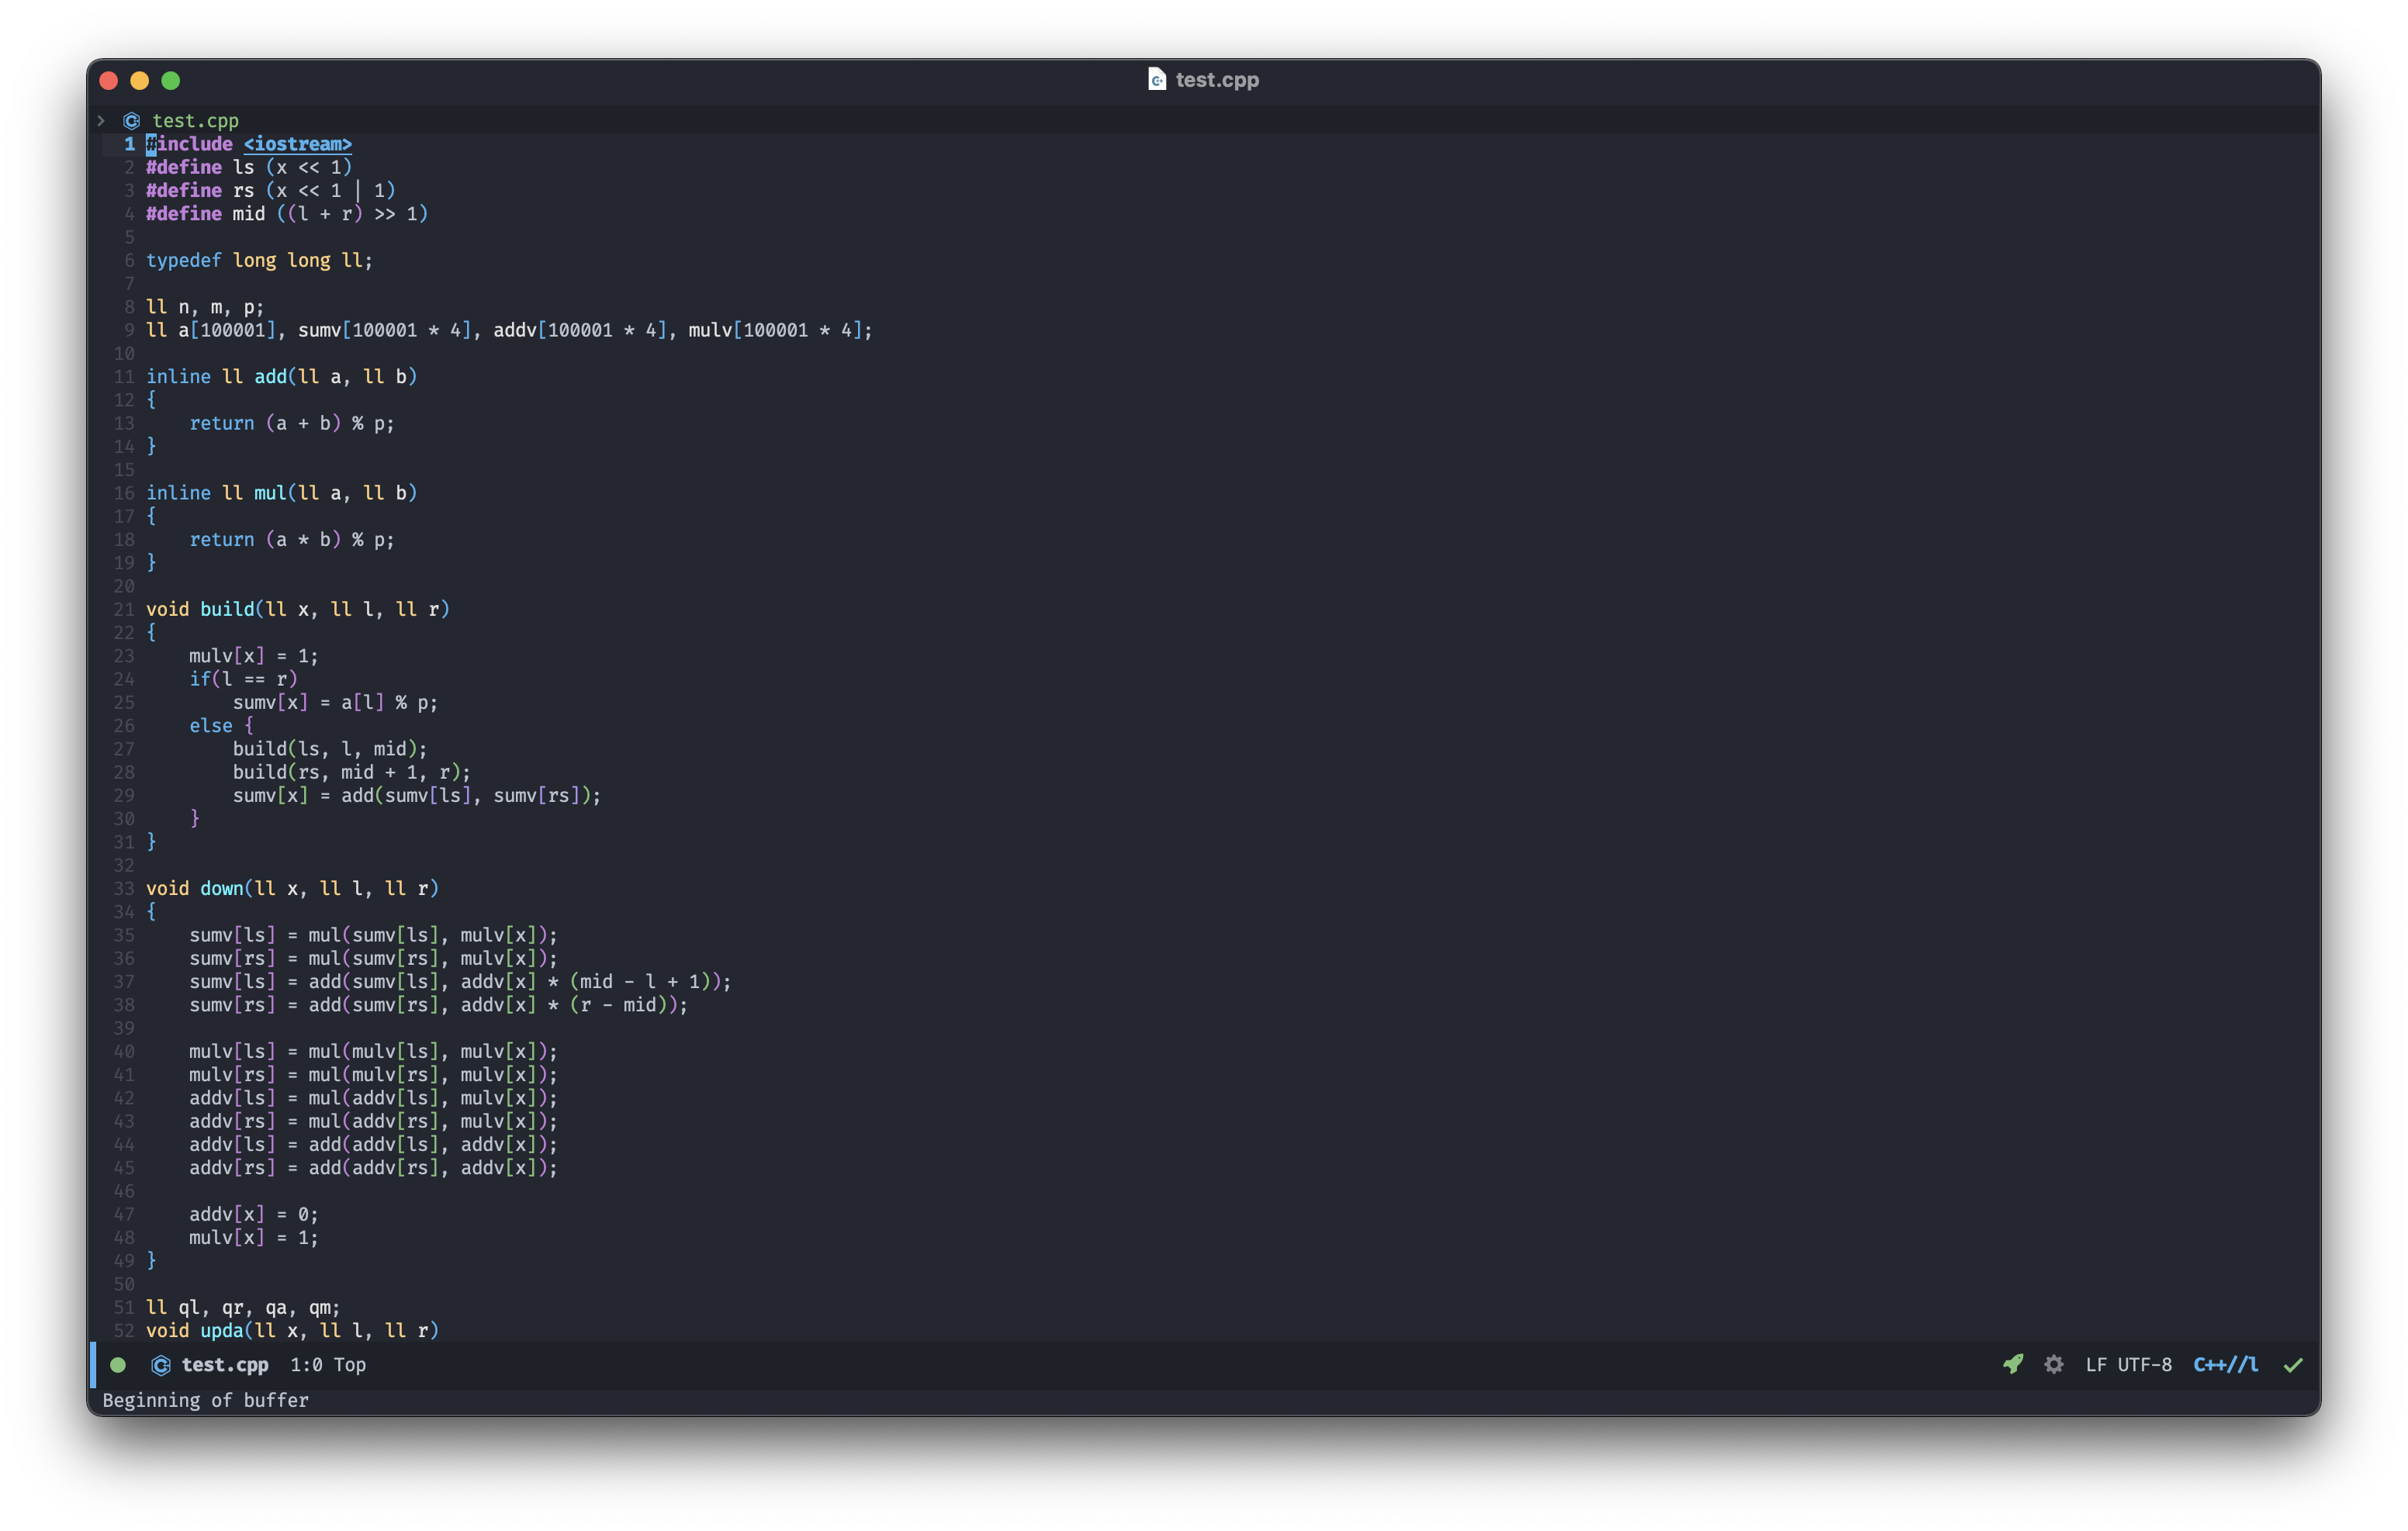 test.cpp
test.cpp
1 #include <iostream>
2 #define ls (x << 1)
3 #define rs (x << 1 | 1)
4 #define mid ((l + r) >> 1)
5
6 typedef long long ll;
7
8 ll n, m, p;
9 ll a[100001], sumv[100001 * 4], addv[100001 * 4], mulv[100001 * 4];
10
11 inline ll add(ll a, ll b)
12 {
13     return (a + b) % p;
14 }
15
16 inline ll mul(ll a, ll b)
17 {
18     return (a * b) % p;
19 }
20
21 void build(ll x, ll l, ll r)
22 {
23     mulv[x] = 1;
24     if(l == r)
25         sumv[x] = a[l] % p;
26     else {
27         build(ls, l, mid);
28         build(rs, mid + 1, r);
29         sumv[x] = add(sumv[ls], sumv[rs]);
30     }
31 }
32
33 void down(ll x, ll l, ll r)
34 {
35     sumv[ls] = mul(sumv[ls], mulv[x]);
36     sumv[rs] = mul(sumv[rs], mulv[x]);
37     sumv[ls] = add(sumv[ls], addv[x] * (mid - l + 1));
38     sumv[rs] = add(sumv[rs], addv[x] * (r - mid));
39
40     mulv[ls] = mul(mulv[ls], mulv[x]);
41     mulv[rs] = mul(mulv[rs], mulv[x]);
42     addv[ls] = mul(addv[ls], mulv[x]);
43     addv[rs] = mul(addv[rs], mulv[x]);
44     addv[ls] = add(addv[ls], addv[x]);
45     addv[rs] = add(addv[rs], addv[x]);
46
47     addv[x] = 0;
48     mulv[x] = 1;
49 }
50
51 ll ql, qr, qa, qm;
52 void upda(ll x, ll l, ll r)
test.cpp 1:0 Top LF UTF-8 C++//l
Beginning of buffer